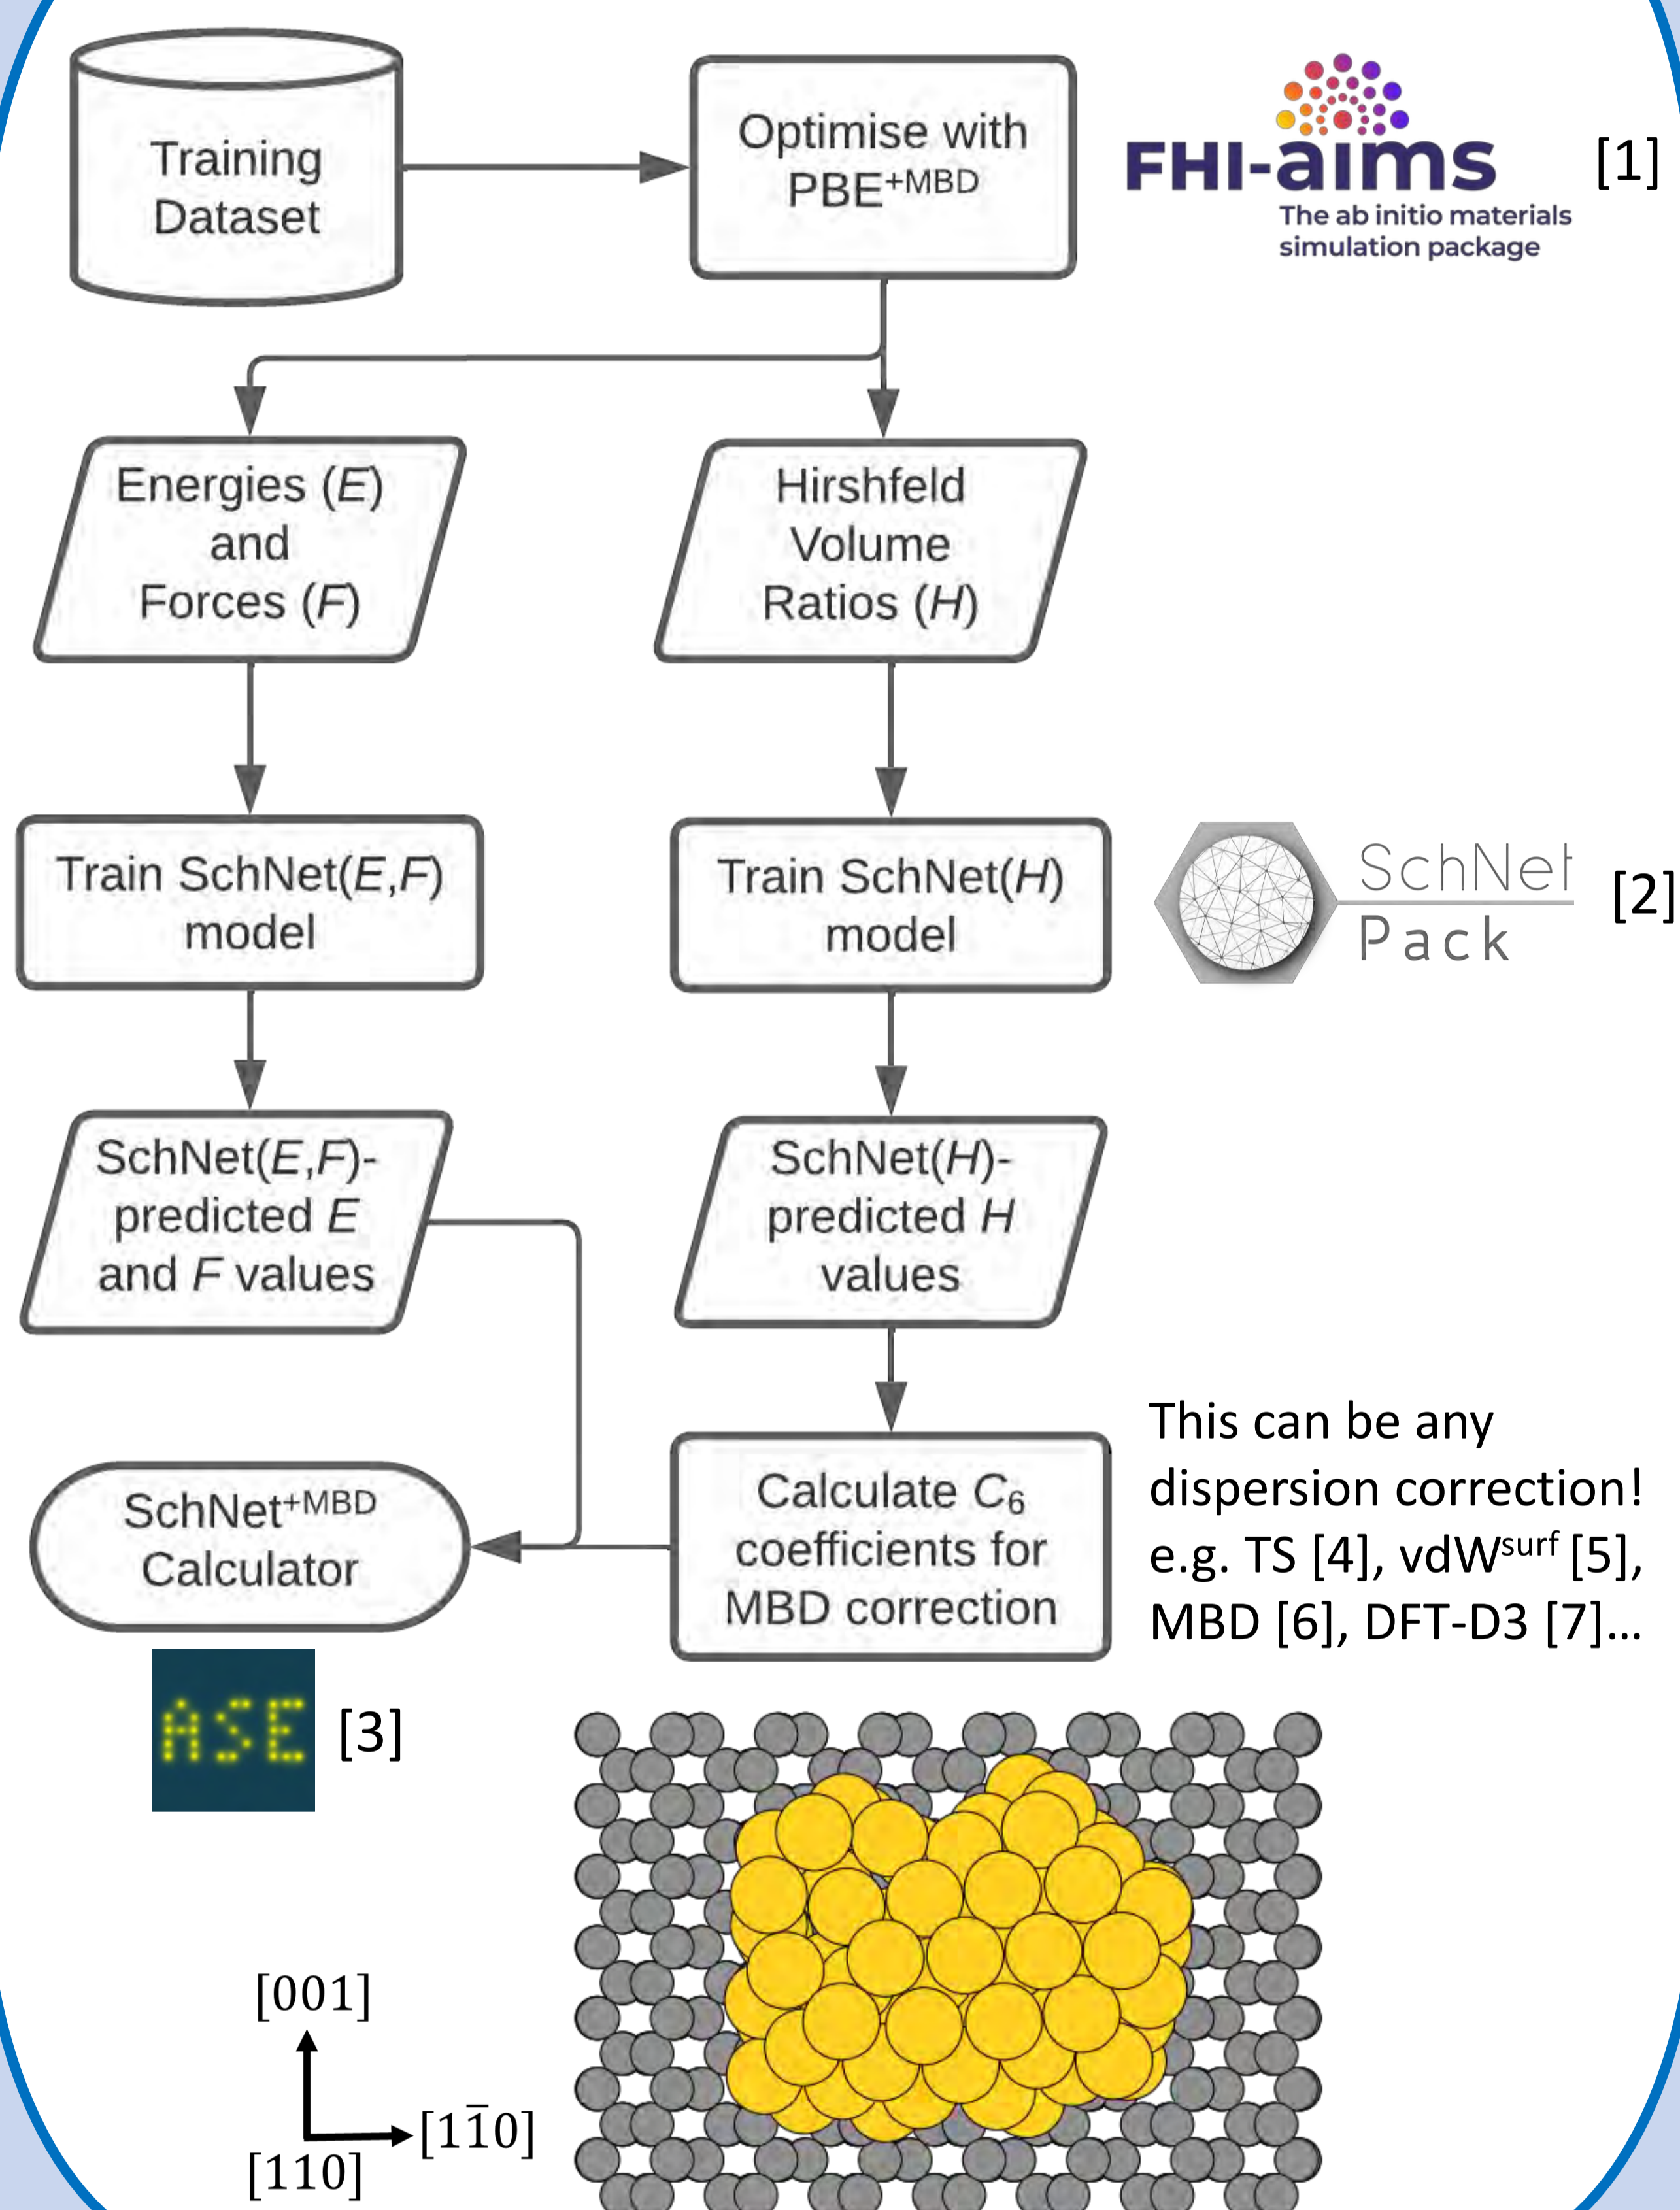 Training
Dataset
Optimise with
PBE+MBD
FHI-aims
The ab initio materials
simulation package
[1]
Energies (E)
and
Forces (F)
Hirshfeld
Volume
Ratios (H)
Train SchNet(E,F)
model
Train SchNet(H)
model
SchNet
Pack
[2]
SchNet(E,F)-
predicted E
and F values
SchNet(H)-
predicted H
values
SchNet+MBD
Calculator
Calculate C6
coefficients for
MBD correction
This can be any
dispersion correction!
e.g. TS [4], vdWsurf [5],
MBD [6], DFT-D3 [7]...
ASE
[3]
[001]
[11̅0]
[110]